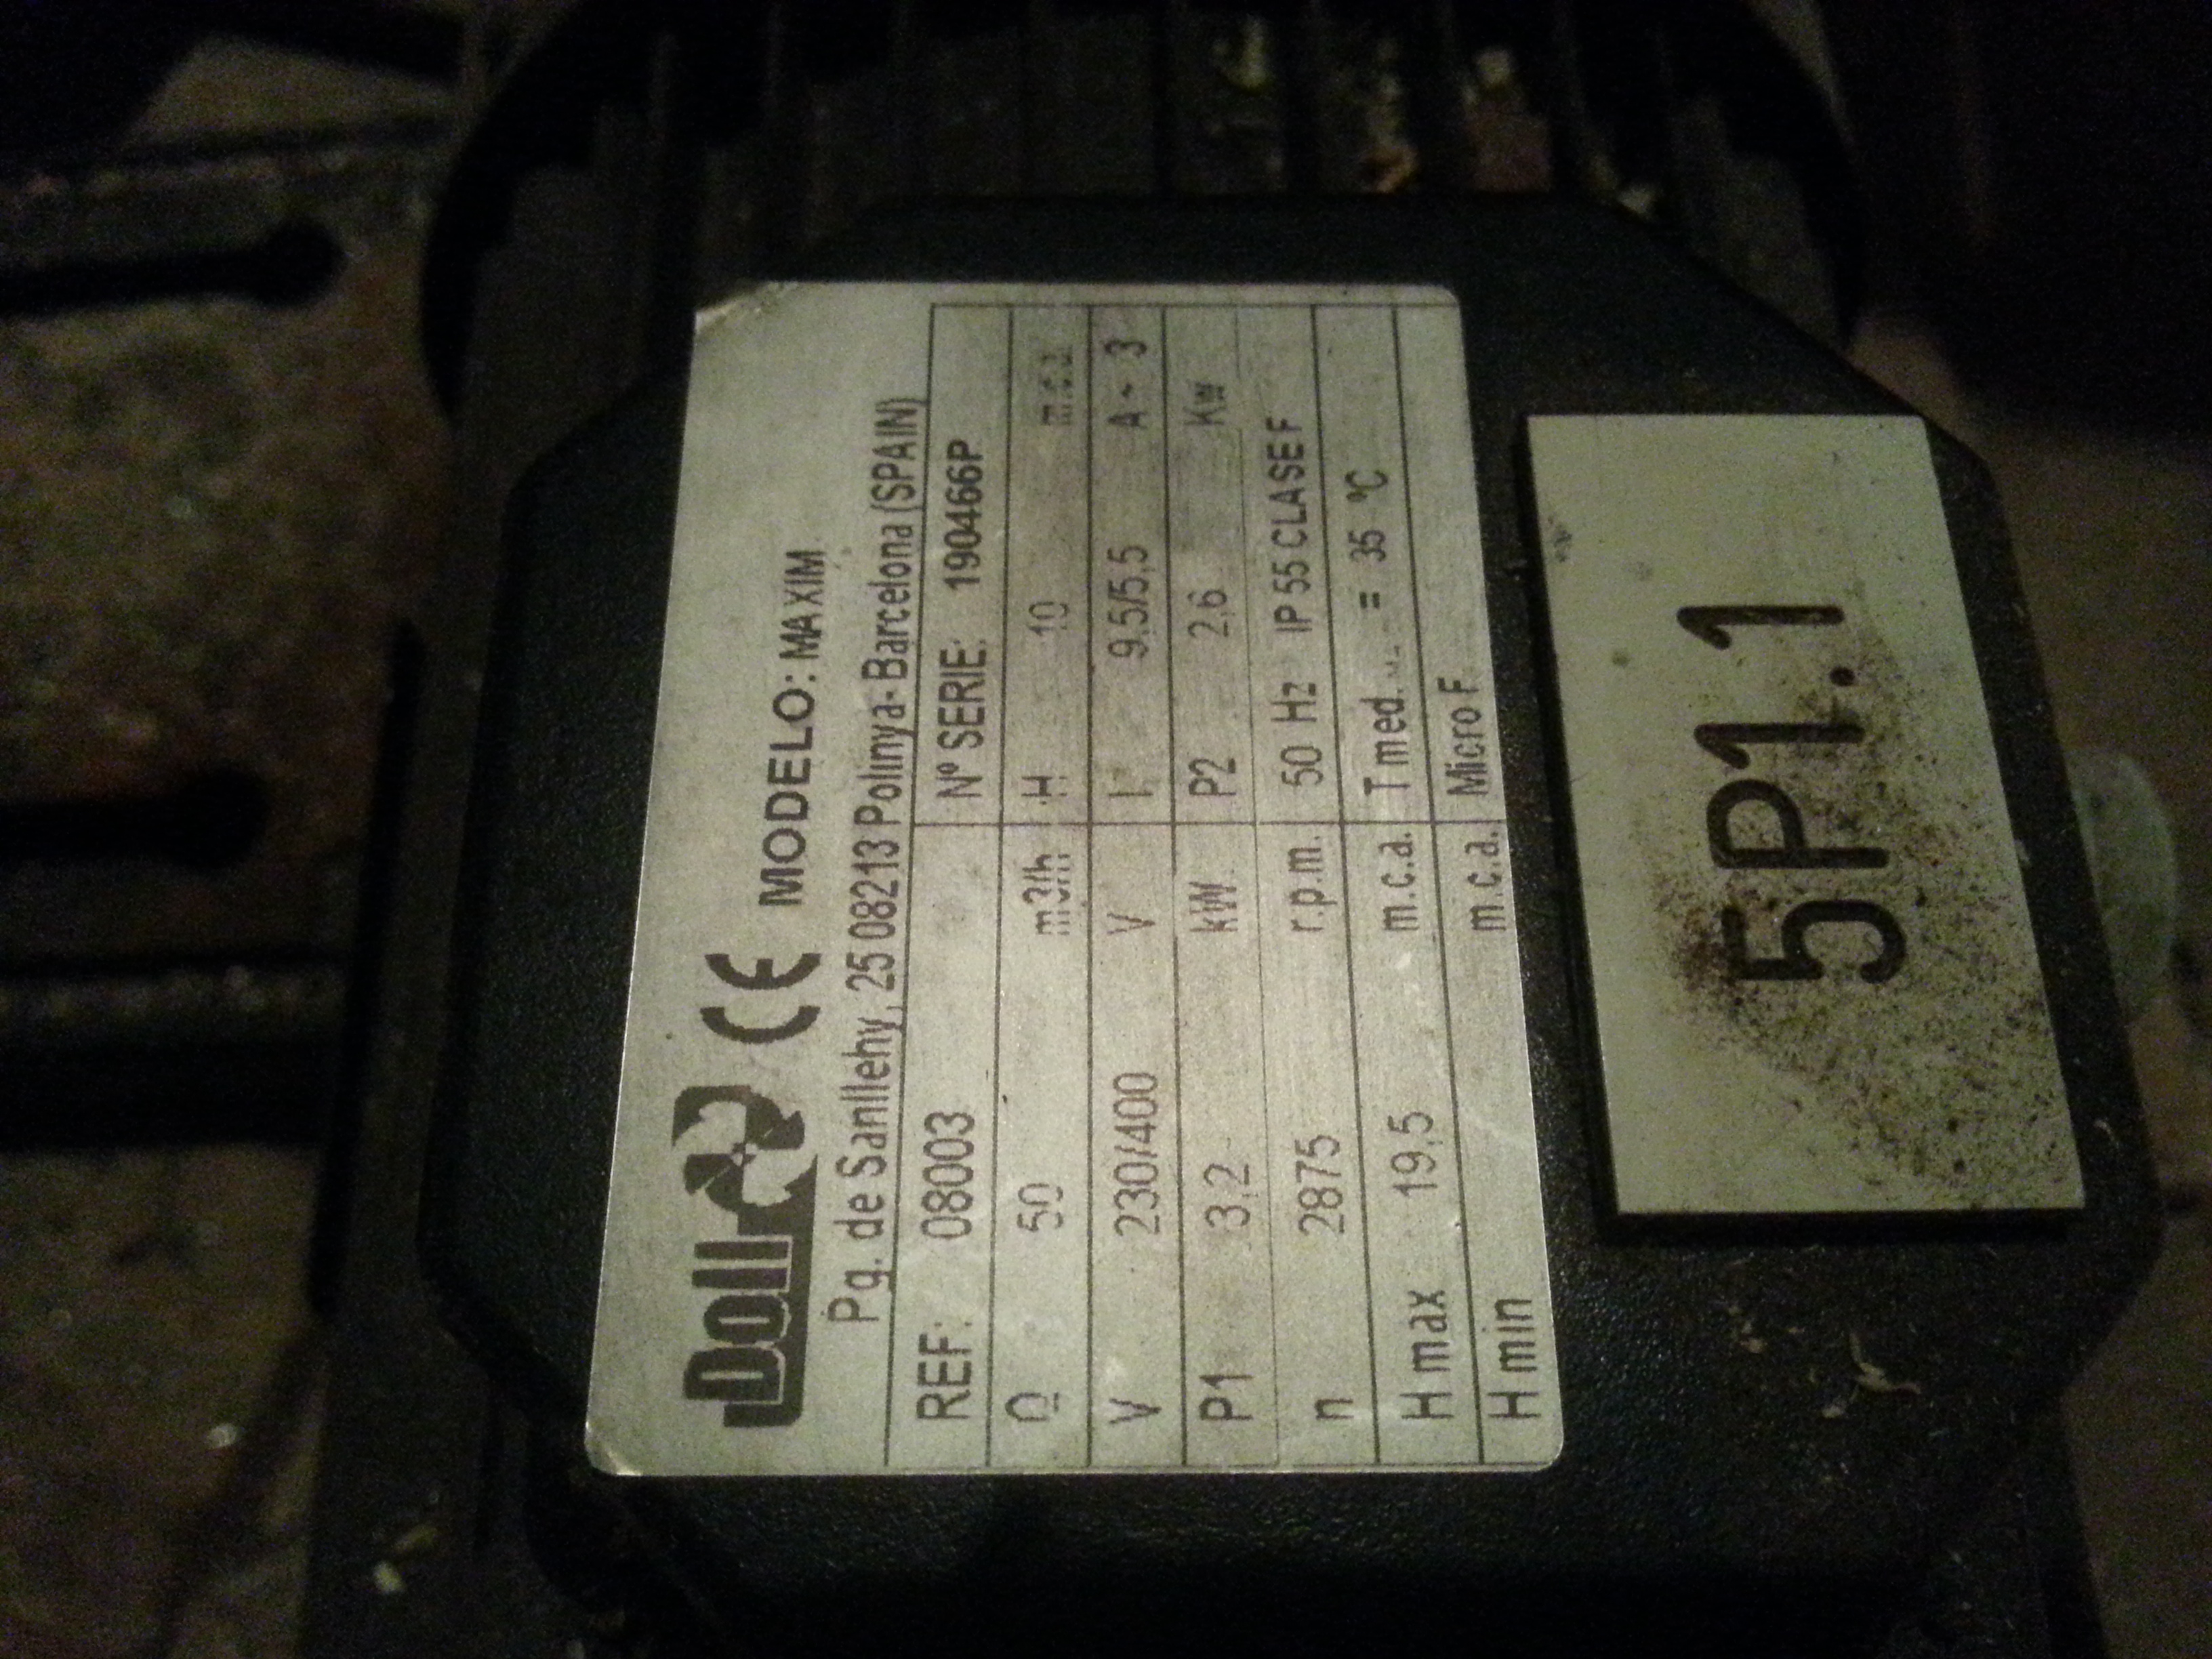 Doll CE MODELO: MAXIM
Pg. de Sanllehy, 25 08213 Polinya-Barcelona (SPAIN)
REF: 08003 Nº SERIE: 190466P
Q 50 m3/h H 10 m.c.a
V 230/400 V I 9,5/5,5 A ~ 3
P1 3,2 kW P2 2,6 Kw
n 2875 r.p.m. 50 Hz IP 55 CLASE F
H max 19,5 m.c.a. T med. = 35 ºC
H min m.c.a. Micro F
5P1.1